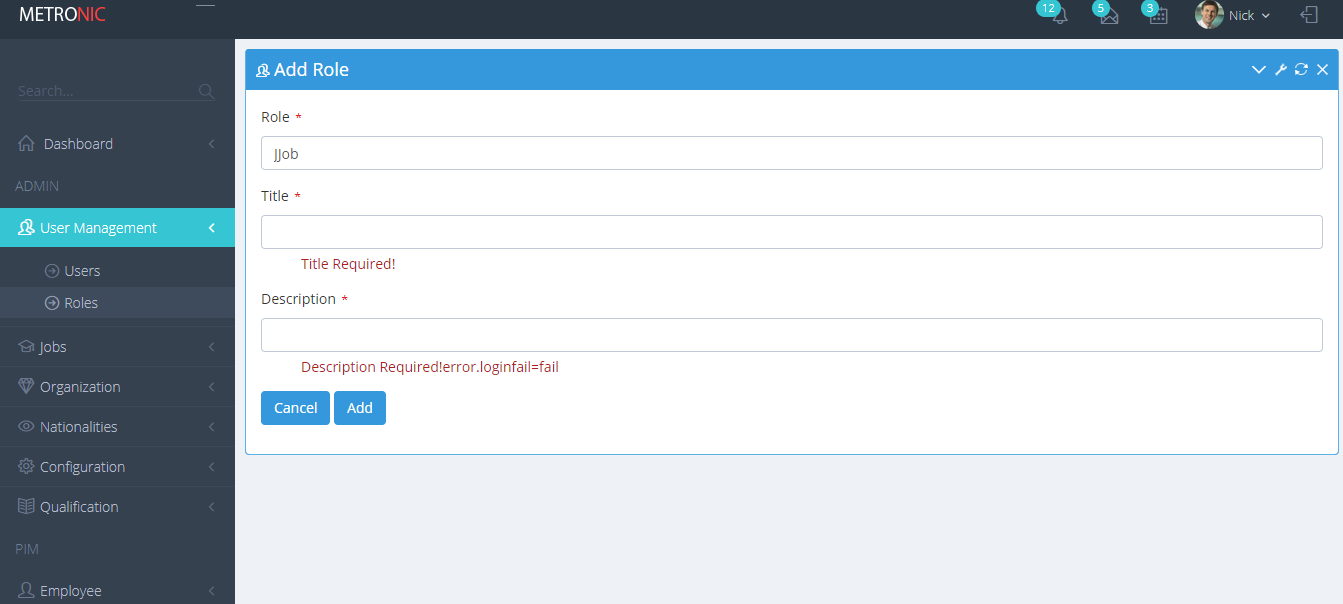 METRONIC
12
5
3
Nick
Search...
Dashboard
ADMIN
User Management
Users
Roles
Jobs
Organization
Nationalities
Configuration
Qualification
PIM
Employee
Add Role
Role *
JJob
Title *
Title Required!
Description *
Description Required!error.loginfail=fail
Cancel Add